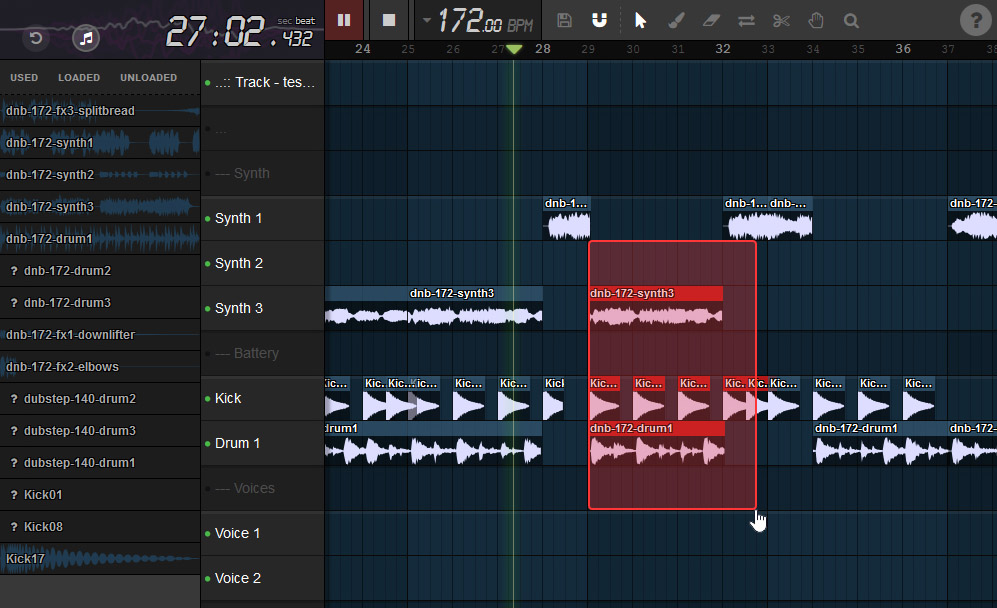 27:02.432 sec beat
172.00 BPM
?
24 25 26 27 28 29 30 31 32 33 34 35 36 37 38
USED LOADED UNLOADED
dnb-172-fx3-splitbread
dnb-172-synth1
dnb-172-synth2
dnb-172-synth3
dnb-172-drum1
? dnb-172-drum2
? dnb-172-drum3
dnb-172-fx1-downlifter
dnb-172-fx2-elbows
? dubstep-140-drum2
? dubstep-140-drum3
? dubstep-140-drum1
? Kick01
? Kick08
Kick17
..:: Track - tes...
...
--- Synth
Synth 1
dnb-1... dnb-1... dnb-... dnb-172-
Synth 2
Synth 3
dnb-172-synth3 dnb-172-synth3
--- Battery
Kick
Kic... Kic... Kic... Kic... Kic... Kic... Kick Kic... Kic... Kic... Kic... Kic... Kic... Kic... Kic... Kic...
Drum 1
drum1 dnb-172-drum1 dnb-172-drum1 dnb-172-
--- Voices
Voice 1
Voice 2